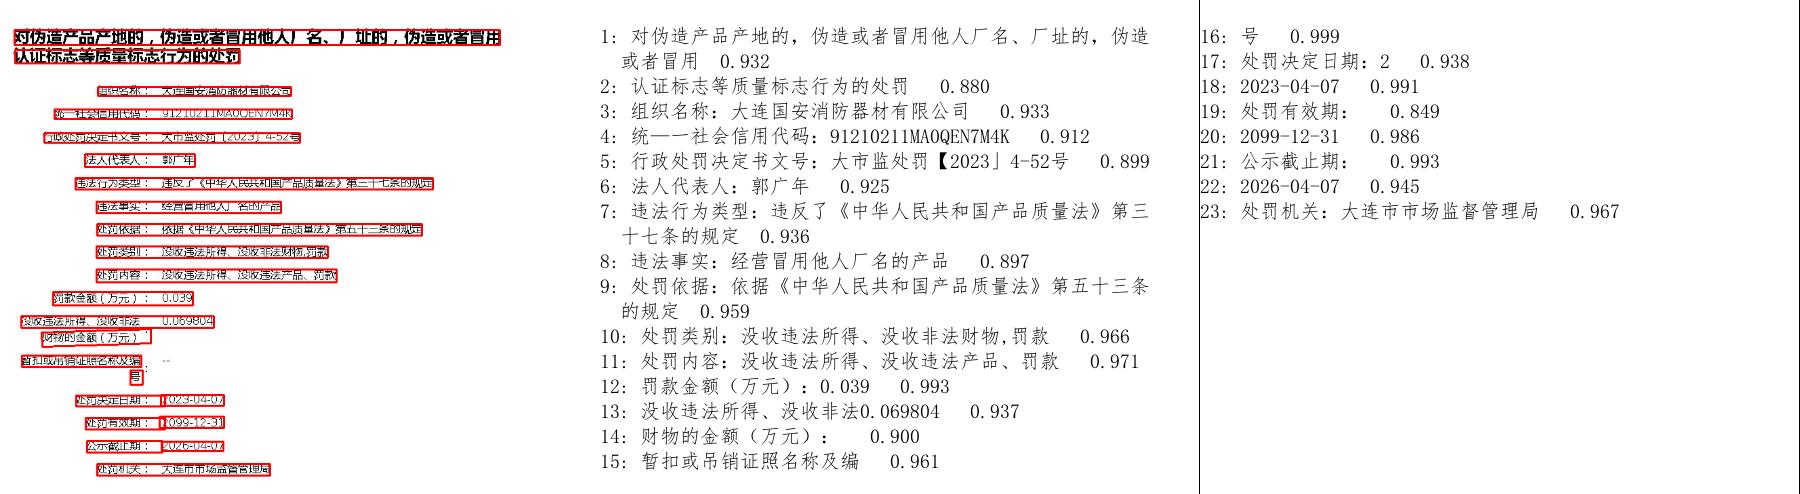 对伪造产品产地的，伪造或者冒用他人厂名、厂址的，伪造或者冒用
认证标志等质量标志行为的处罚
组织名称： 大连国安消防器材有限公司
统一社会信用代码： 91210211MA0QEN7M4K
行政处罚决定书文号： 大市监处罚〔2023〕4-52号
法人代表人： 郭广年
违法行为类型： 违反了《中华人民共和国产品质量法》第三十七条的规定
违法事实： 经营冒用他人厂名的产品
处罚依据： 依据《中华人民共和国产品质量法》第五十三条的规定
处罚类别： 没收违法所得、没收非法财物,罚款
处罚内容： 没收违法所得、没收违法产品、罚款
罚款金额（万元）： 0.039
没收违法所得、没收非法 0.069804
财物的金额（万元）：
暂扣或吊销证照名称及编 --
号：
处罚决定日期： 2023-04-07
处罚有效期： 2099-12-31
公示截止期： 2026-04-07
处罚机关： 大连市市场监督管理局
1: 对伪造产品产地的，伪造或者冒用他人厂名、厂址的，伪造
或者冒用 0.932
2: 认证标志等质量标志行为的处罚 0.880
3: 组织名称：大连国安消防器材有限公司 0.933
4: 统—一社会信用代码：91210211MA0QEN7M4K 0.912
5: 行政处罚决定书文号：大市监处罚【2023」4-52号 0.899
6: 法人代表人：郭广年 0.925
7: 违法行为类型：违反了《中华人民共和国产品质量法》第三
十七条的规定 0.936
8: 违法事实：经营冒用他人厂名的产品 0.897
9: 处罚依据：依据《中华人民共和国产品质量法》第五十三条
的规定 0.959
10: 处罚类别：没收违法所得、没收非法财物,罚款 0.966
11: 处罚内容：没收违法所得、没收违法产品、罚款 0.971
12: 罚款金额（万元）：0.039 0.993
13: 没收违法所得、没收非法0.069804 0.937
14: 财物的金额（万元）： 0.900
15: 暂扣或吊销证照名称及编 0.961
16: 号 0.999
17: 处罚决定日期：2 0.938
18: 2023-04-07 0.991
19: 处罚有效期： 0.849
20: 2099-12-31 0.986
21: 公示截止期： 0.993
22: 2026-04-07 0.945
23: 处罚机关：大连市市场监督管理局 0.967